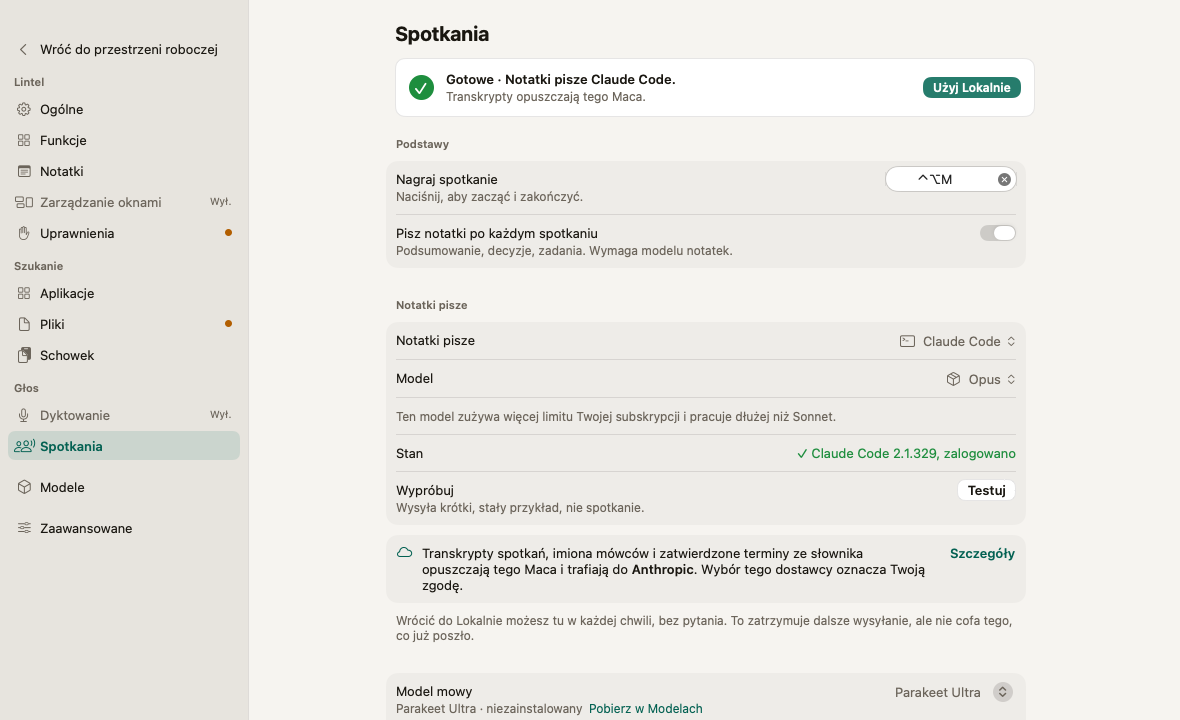 Wróć do przestrzeni roboczej
Lintel
Ogólne
Funkcje
Notatki
Zarządzanie oknami Wył.
Uprawnienia
Szukanie
Aplikacje
Pliki
Schowek
Głos
Dyktowanie Wył.
Spotkania
Modele
Zaawansowane
Spotkania
Gotowe · Notatki pisze Claude Code.
Transkrypty opuszczają tego Maca.
Użyj Lokalnie
Podstawy
Nagraj spotkanie
Naciśnij, aby zacząć i zakończyć.
⌃⌥M
Pisz notatki po każdym spotkaniu
Podsumowanie, decyzje, zadania. Wymaga modelu notatek.
Notatki pisze
Notatki pisze Claude Code
Model Opus
Ten model zużywa więcej limitu Twojej subskrypcji i pracuje dłużej niż Sonnet.
Stan ✓ Claude Code 2.1.329, zalogowano
Wypróbuj
Wysyła krótki, stały przykład, nie spotkanie.
Testuj
Transkrypty spotkań, imiona mówców i zatwierdzone terminy ze słownika
opuszczają tego Maca i trafiają do Anthropic. Wybór tego dostawcy oznacza Twoją
zgodę.
Szczegóły
Wrócić do Lokalnie możesz tu w każdej chwili, bez pytania. To zatrzymuje dalsze wysyłanie, ale nie cofa tego,
co już poszło.
Model mowy
Parakeet Ultra · niezainstalowany Pobierz w Modelach
Parakeet Ultra